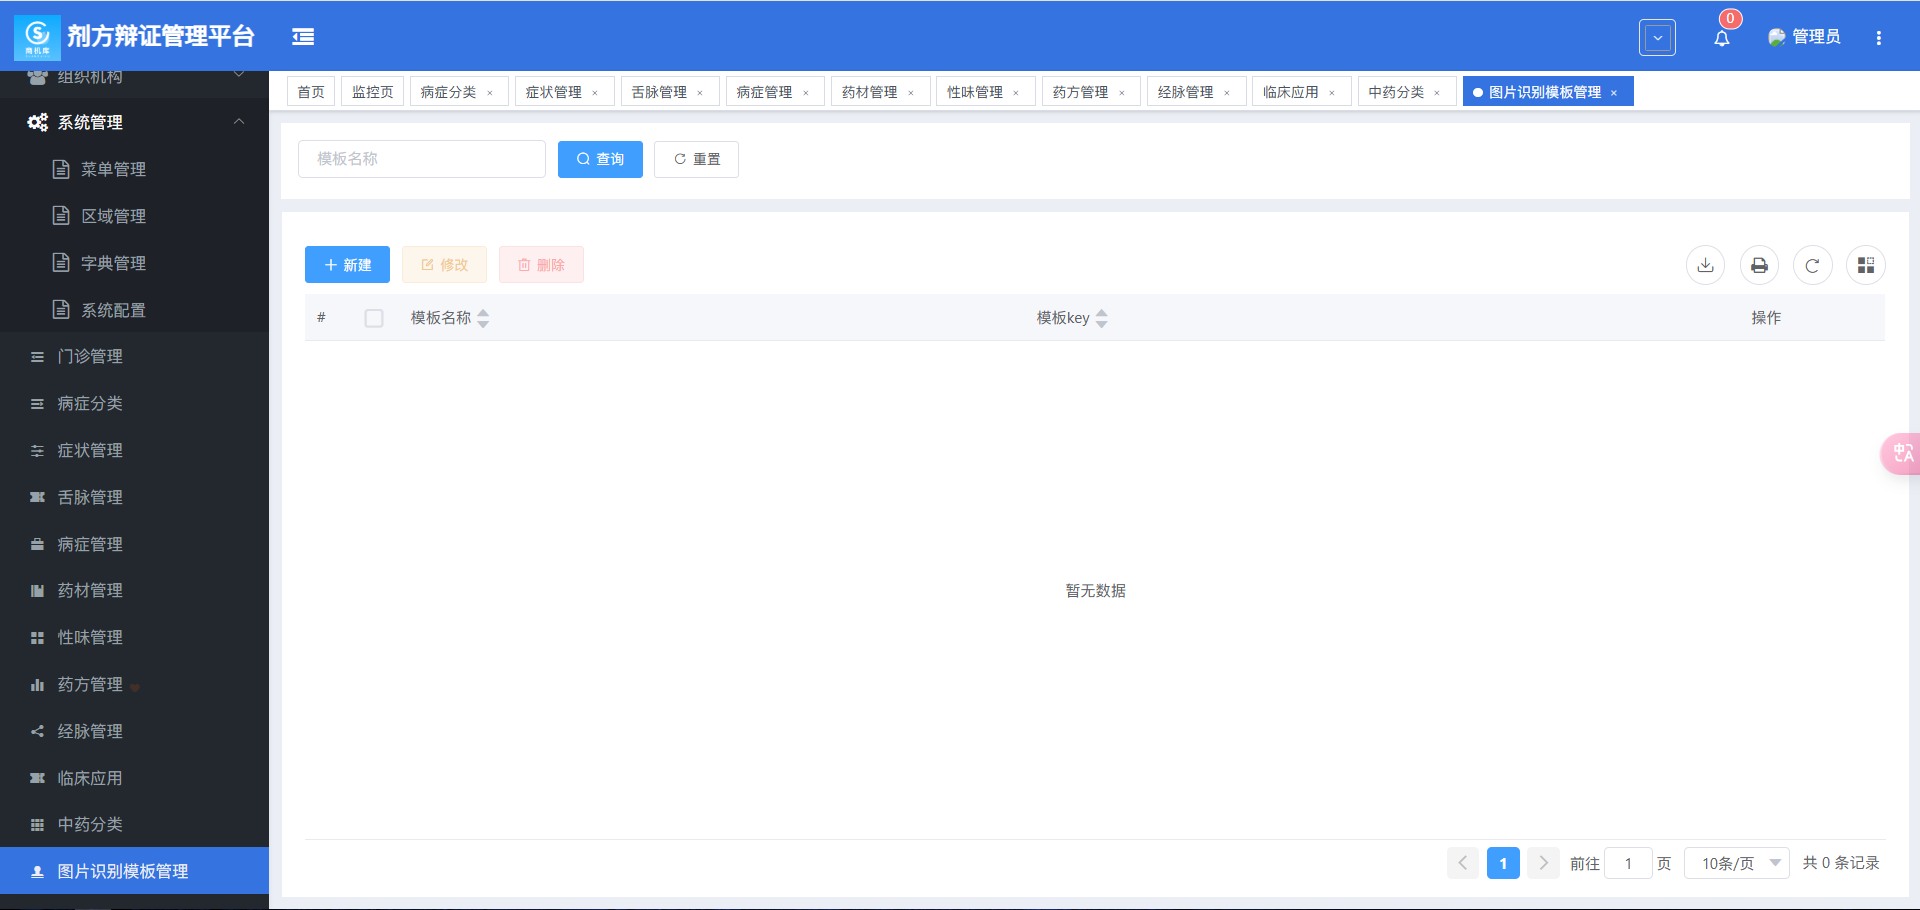 剂方辩证管理平台
商机库
0
管理员
组织机构
系统管理
菜单管理
区域管理
字典管理
系统配置
门诊管理
病症分类
症状管理
舌脉管理
病症管理
药材管理
性味管理
药方管理
经脉管理
临床应用
中药分类
图片识别模板管理
首页 监控页 病症分类 × 症状管理 × 舌脉管理 × 病症管理 × 药材管理 × 性味管理 × 药方管理 × 经脉管理 × 临床应用 × 中药分类 × 图片识别模板管理 ×
模板名称 查询 重置
新建 修改 删除
# 模板名称 模板key 操作
暂无数据
1 前往 1 页 10条/页 共 0 条记录
中A